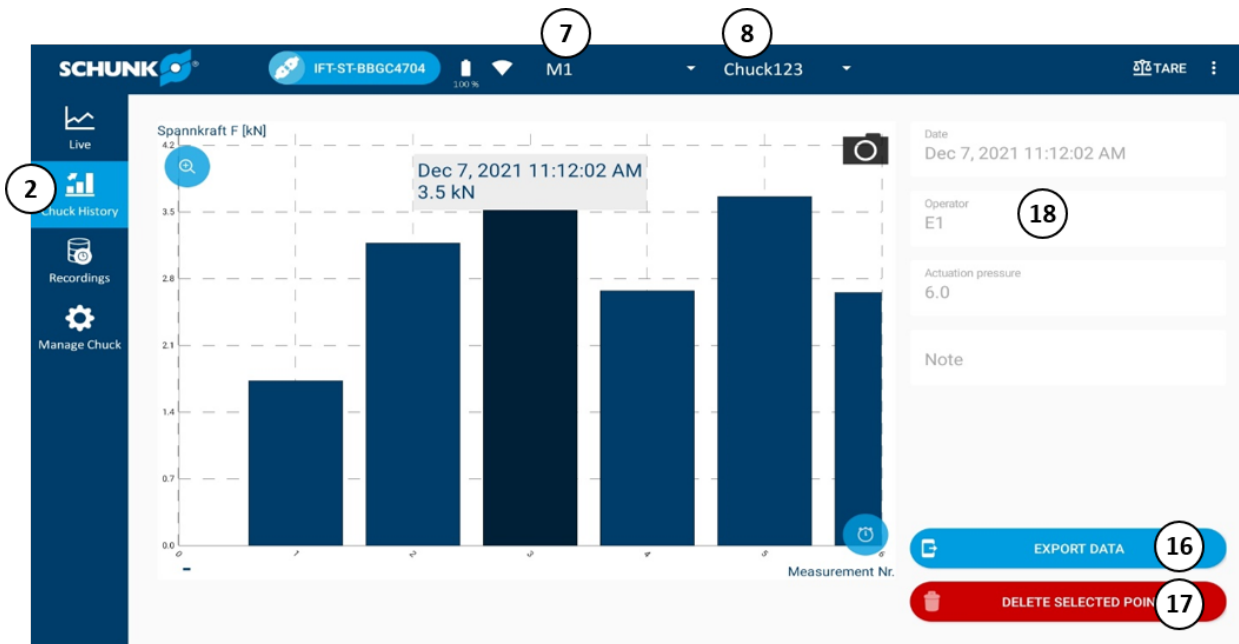 7
8
SCHUNK
IFT-ST-BBGC4704
100 %
M1
Chuck123
TARE
Live
2
Chuck History
Recordings
Manage Chuck
Spannkraft F [kN]
4.2
3.5
2.8
2.1
1.4
0.7
0.0
Dec 7, 2021 11:12:02 AM
3.5 kN
0
1
2
3
4
5
6
Measurement Nr.
Date
Dec 7, 2021 11:12:02 AM
Operator
E1
18
Actuation pressure
6.0
Note
EXPORT DATA
16
DELETE SELECTED POIN
17